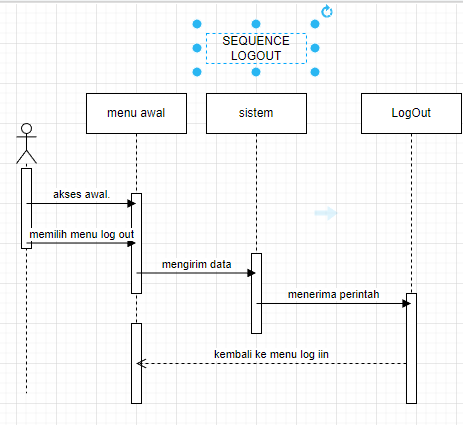 SEQUENCE
LOGOUT
menu awal
sistem
LogOut
akses awal.
memilih menu log out
mengirim data
menerima perintah
kembali ke menu log iin